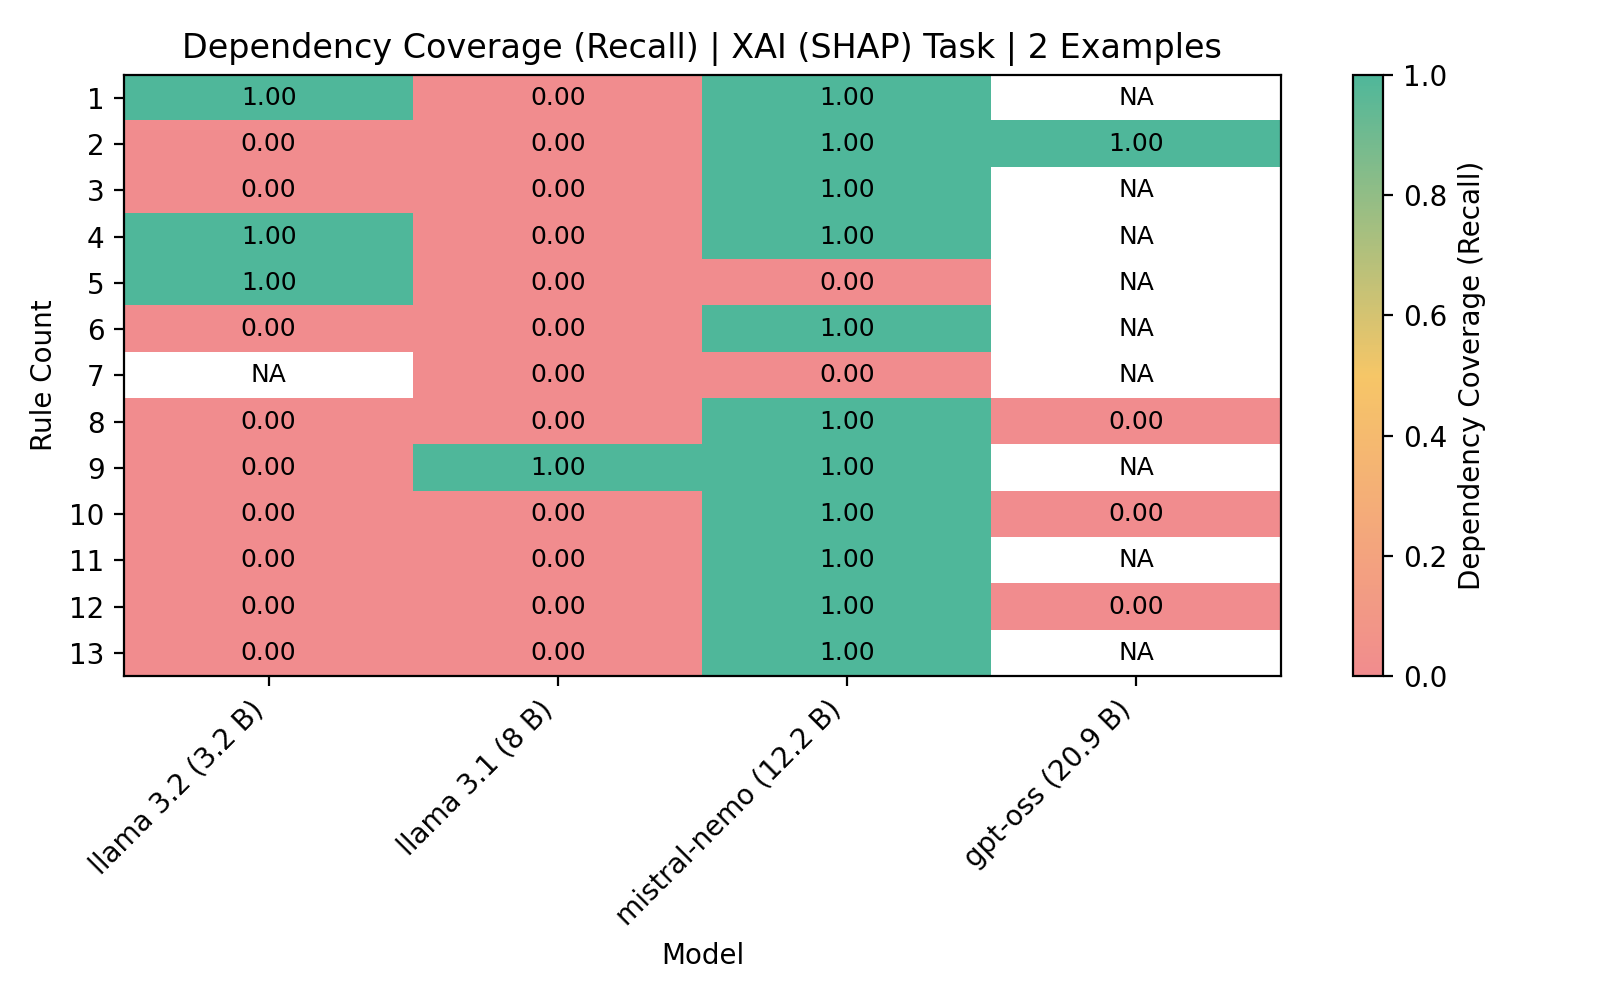 Dependency Coverage (Recall) | XAI (SHAP) Task | 2 Examples
1 1.00 0.00 1.00 NA
2 0.00 0.00 1.00 1.00
3 0.00 0.00 1.00 NA
4 1.00 0.00 1.00 NA
5 1.00 0.00 0.00 NA
6 0.00 0.00 1.00 NA
7 NA 0.00 0.00 NA
8 0.00 0.00 1.00 0.00
9 0.00 1.00 1.00 NA
10 0.00 0.00 1.00 0.00
11 0.00 0.00 1.00 NA
12 0.00 0.00 1.00 0.00
13 0.00 0.00 1.00 NA
Rule Count
llama 3.2 (3.2 B)
llama 3.1 (8 B)
mistral-nemo (12.2 B)
gpt-oss (20.9 B)
Model
1.0
0.8
0.6
0.4
0.2
0.0
Dependency Coverage (Recall)